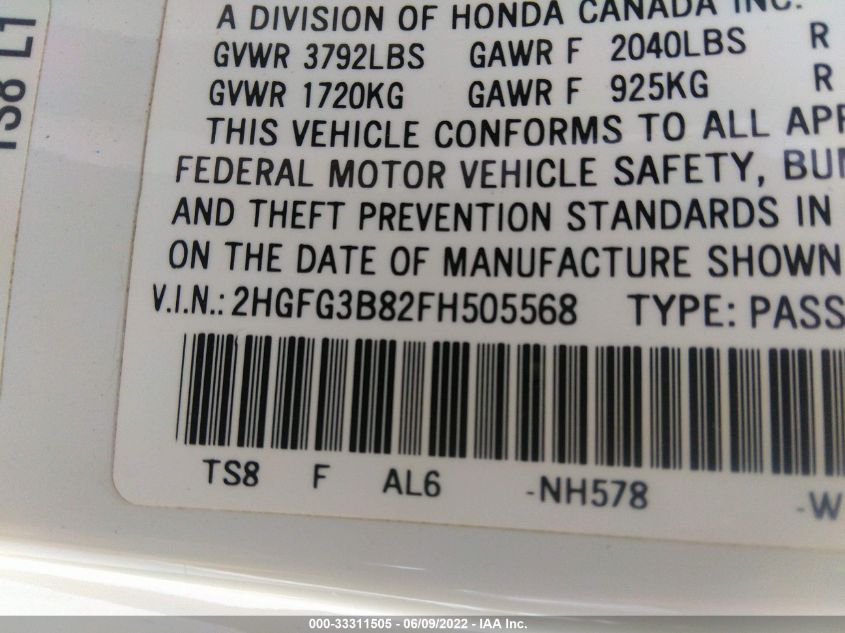 TS8 L1
A DIVISION OF HONDA CANADA INC.
GVWR 3792LBS GAWR F 2040LBS R
GVWR 1720KG GAWR F 925KG R
THIS VEHICLE CONFORMS TO ALL APP
FEDERAL MOTOR VEHICLE SAFETY, BUM
AND THEFT PREVENTION STANDARDS IN
ON THE DATE OF MANUFACTURE SHOWN
V.I.N.: 2HGFG3B82FH505568 TYPE: PASS
TS8 F AL6 -NH578 -W
000-33311505 - 06/09/2022 - IAA Inc.